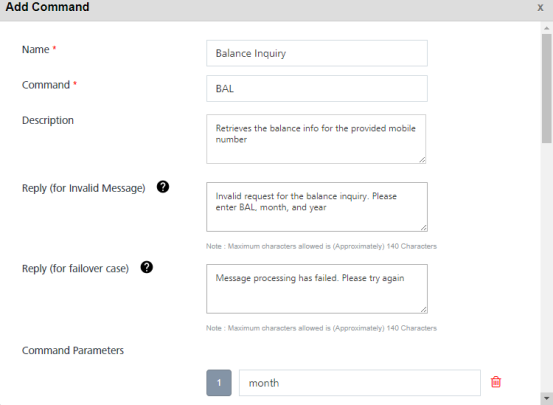 Add Command
x
Name *
Balance Inquiry
Command *
BAL
Description
Retrieves the balance info for the provided mobile
number
Reply (for Invalid Message) ?
Invalid request for the balance inquiry. Please
enter BAL, month, and year
Note : Maximum characters allowed is (Approximately) 140 Characters
Reply (for failover case) ?
Message processing has failed. Please try again
Note : Maximum characters allowed is (Approximately) 140 Characters
Command Parameters
1 month